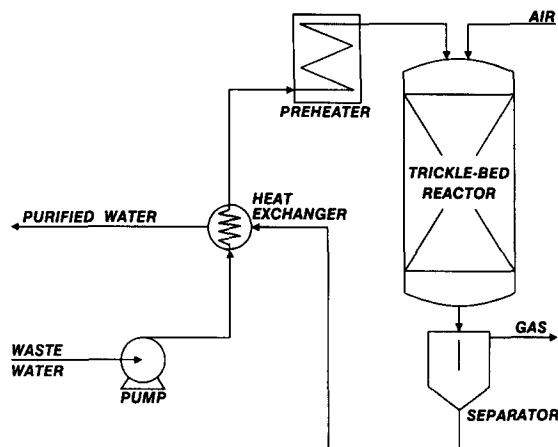 AIR
PREHEATER
TRICKLE-BED
REACTOR
HEAT
EXCHANGER
PURIFIED WATER
GAS
WASTE
WATER
PUMP
SEPARATOR